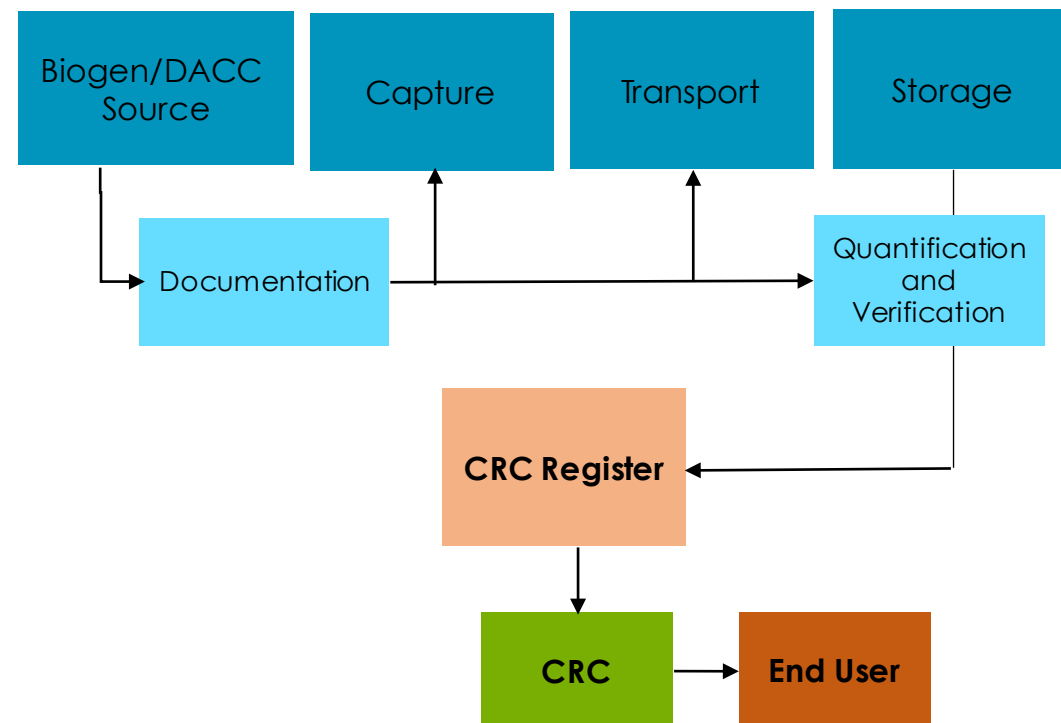 Biogen/DACC
Source
Capture
Transport
Storage
Documentation
Quantification
and
Verification
CRC Register
CRC
End User